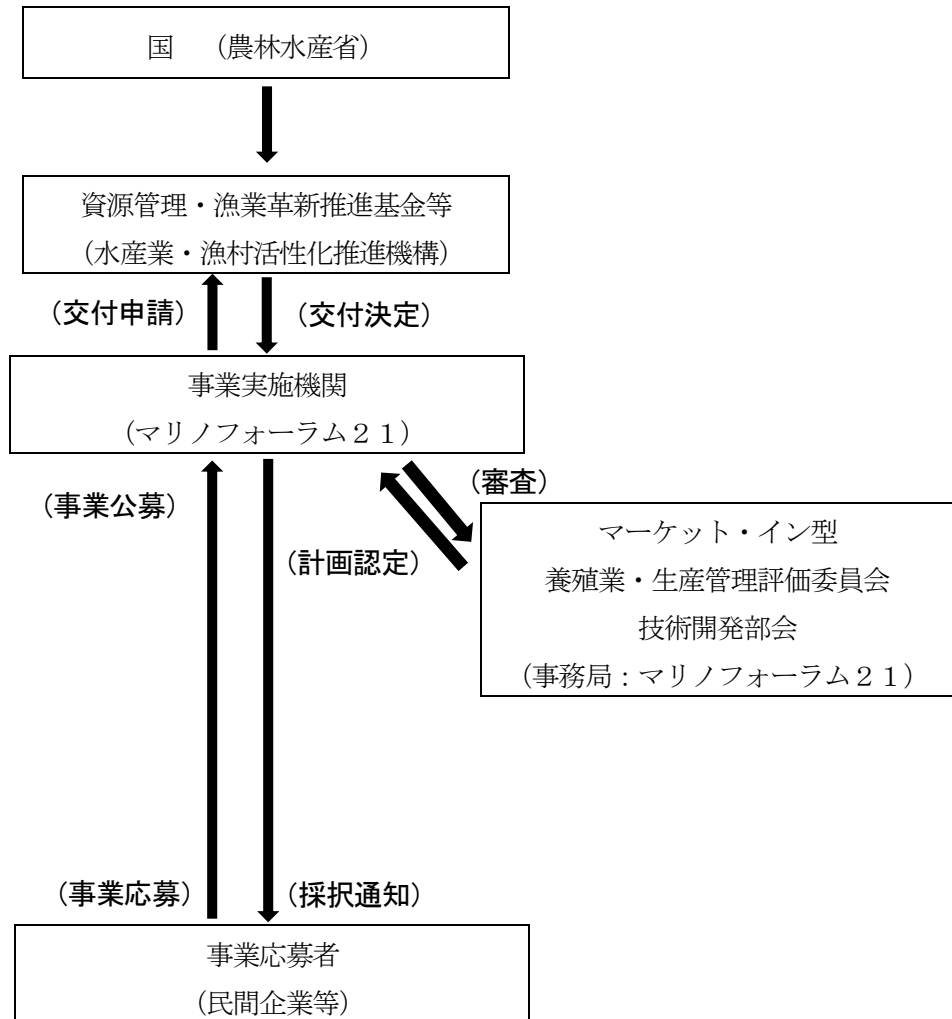 国　（農林水産省）
資源管理・漁業革新推進基金等
（水産業・漁村活性化推進機構）
（交付申請）
（交付決定）
事業実施機関
（マリノフォーラム２１）
（事業公募）
（審査）
（計画認定）
マーケット・イン型
養殖業・生産管理評価委員会
技術開発部会
（事務局：マリノフォーラム２１）
（事業応募）
（採択通知）
事業応募者
（民間企業等）